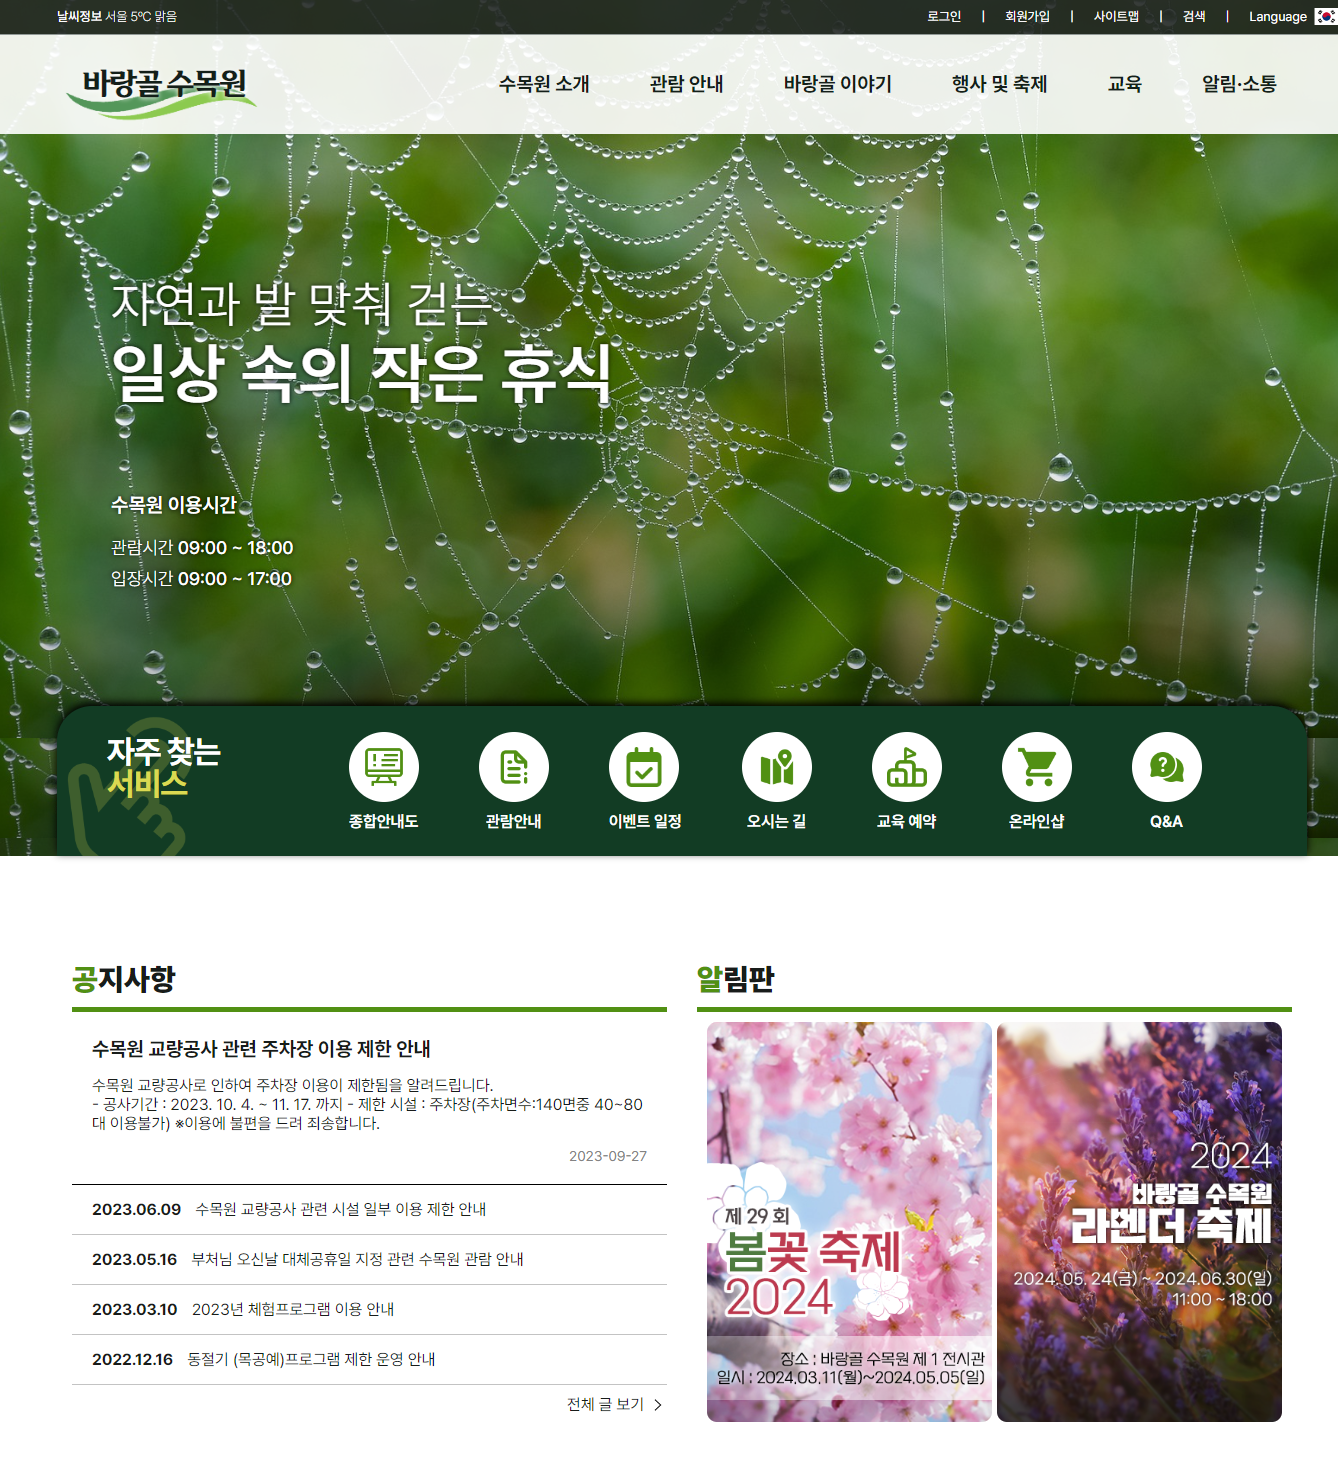 날씨정보 서울 5ºC 맑음
로그인 | 회원가입 | 사이트맵 | 검색 | Language
바랑골 수목원
수목원 소개 관람 안내 바랑골 이야기 행사 및 축제 교육 알림·소통
자연과 발 맞춰 걷는
일상 속의 작은 휴식
수목원 이용시간
관람시간 09:00 ~ 18:00
입장시간 09:00 ~ 17:00
자주 찾는
서비스
종합안내도 관람안내 이벤트 일정 오시는 길 교육 예약 온라인샵 Q&A
공지사항
수목원 교량공사 관련 주차장 이용 제한 안내
수목원 교량공사로 인하여 주차장 이용이 제한됨을 알려드립니다.
- 공사기간 : 2023. 10. 4. ~ 11. 17. 까지 - 제한 시설 : 주차장(주차면수:140면중 40~80
대 이용불가) ※이용에 불편을 드려 죄송합니다.
2023-09-27
2023.06.09 수목원 교량공사 관련 시설 일부 이용 제한 안내
2023.05.16 부처님 오신날 대체공휴일 지정 관련 수목원 관람 안내
2023.03.10 2023년 체험프로그램 이용 안내
2022.12.16 동절기 (목공예)프로그램 제한 운영 안내
전체 글 보기 >
알림판
제 29 회
봄꽃 축제
2024
장소 : 바랑골 수목원 제 1 전시관
일시 : 2024.03.11(월)~2024.05.05(일)
2024
바랑골 수목원
라벤더 축제
2024. 05. 24(금) ~ 2024.06.30(일)
11:00 ~ 18:00